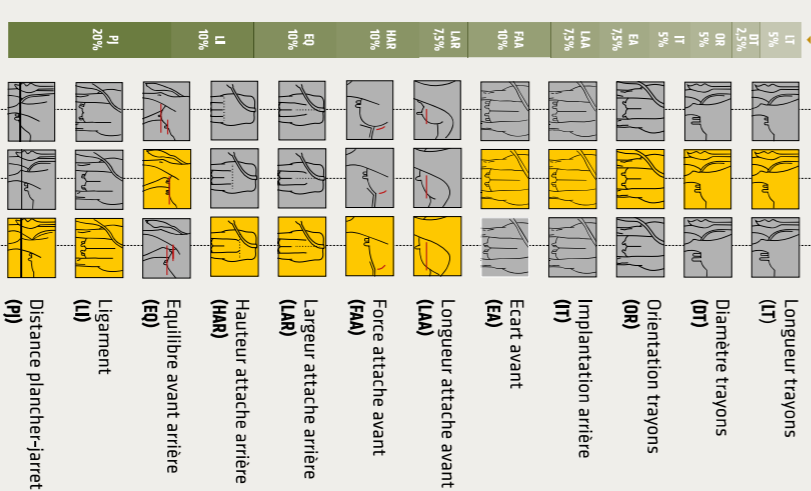 LT
5%
DT
2,5%
OR
5%
IT
5%
EA
7,5%
LAA
7,5%
FAA
10%
LAR
7,5%
HAR
10%
EQ
10%
LI
10%
PJ
20%
Longueur trayons
(LT)
Diamètre trayons
(DT)
Orientation trayons
(OR)
Implantation arrière
(IT)
Ecart avant
(EA)
Longueur attache avant
(LAA)
Force attache avant
(FAA)
Largeur attache arrière
(LAR)
Hauteur attache arrière
(HAR)
Equilibre avant arrière
(EQ)
Ligament
(LI)
Distance plancher-jarret
(PJ)